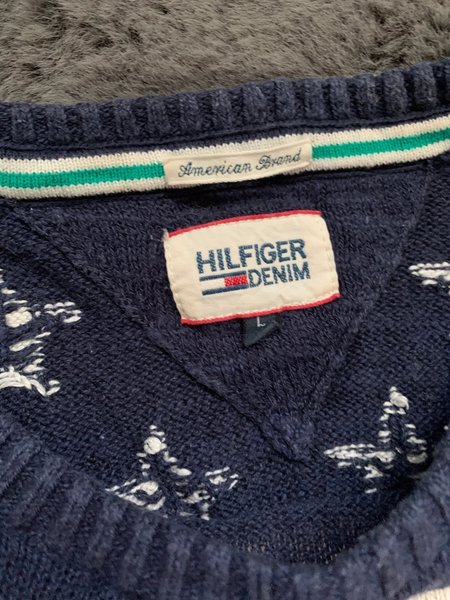 American Brand
HILFIGER
DENIM
L